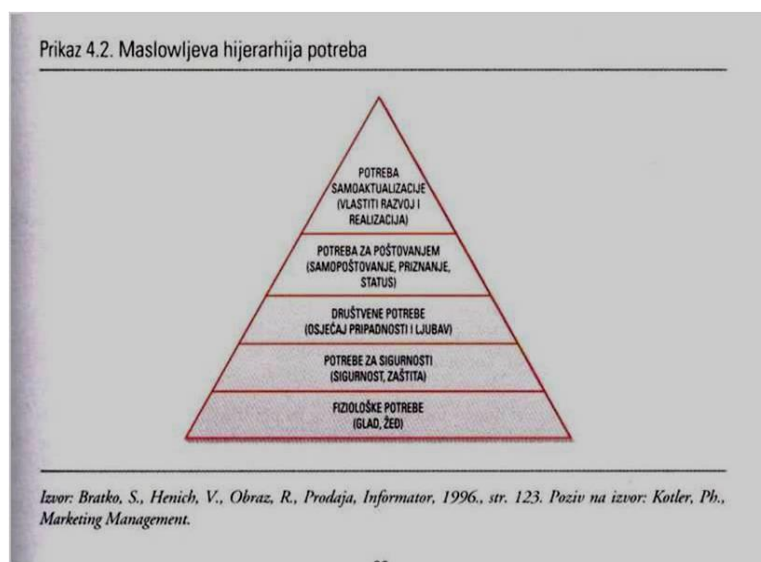 Prikaz 4.2. Maslowljeva hijerarhija potreba
POTREBA
SAMOAKTUALIZACIJE
(VLASTITI RAZVOJ I
REALIZACIJA)
POTREBA ZA POŠTOVANJEM
(SAMOPOŠTOVANJE, PRIZNANJE,
STATUS)
DRUŠTVENE POTREBE
(OSJEĆAJ PRIPADNOSTI I LJUBAV)
POTREBE ZA SIGURNOSTI
(SIGURNOST, ZAŠTITA)
FIZIOLOŠKE POTREBE
(GLAD, ŽEĐ)
Izvor: Bratko, S., Henich, V., Obraz, R., Prodaja, Informator, 1996., str. 123. Poziv na izvor: Kotler, Ph.,
Marketing Management.